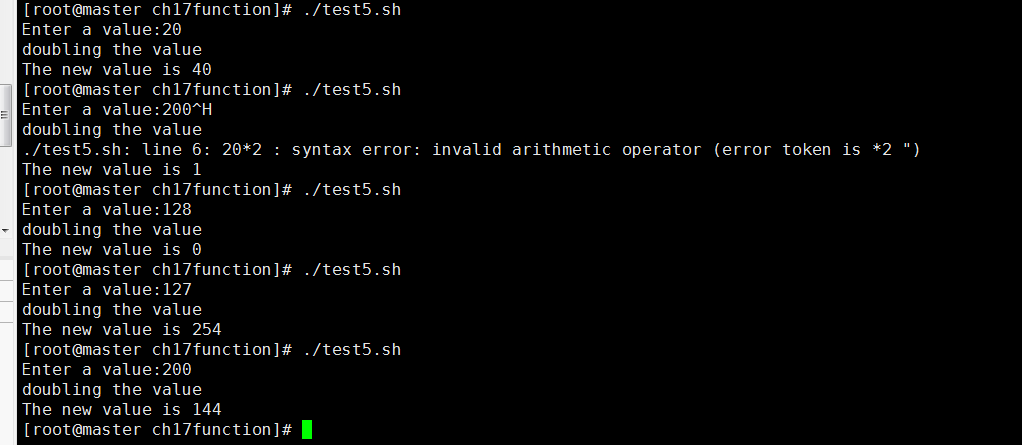 [root@master ch17function]# ./test5.sh
Enter a value:20
doubling the value
The new value is 40
[root@master ch17function]# ./test5.sh
Enter a value:200^H
doubling the value
./test5.sh: line 6: 20*2 : syntax error: invalid arithmetic operator (error token is *2 ")
The new value is 1
[root@master ch17function]# ./test5.sh
Enter a value:128
doubling the value
The new value is 0
[root@master ch17function]# ./test5.sh
Enter a value:127
doubling the value
The new value is 254
[root@master ch17function]# ./test5.sh
Enter a value:200
doubling the value
The new value is 144
[root@master ch17function]#